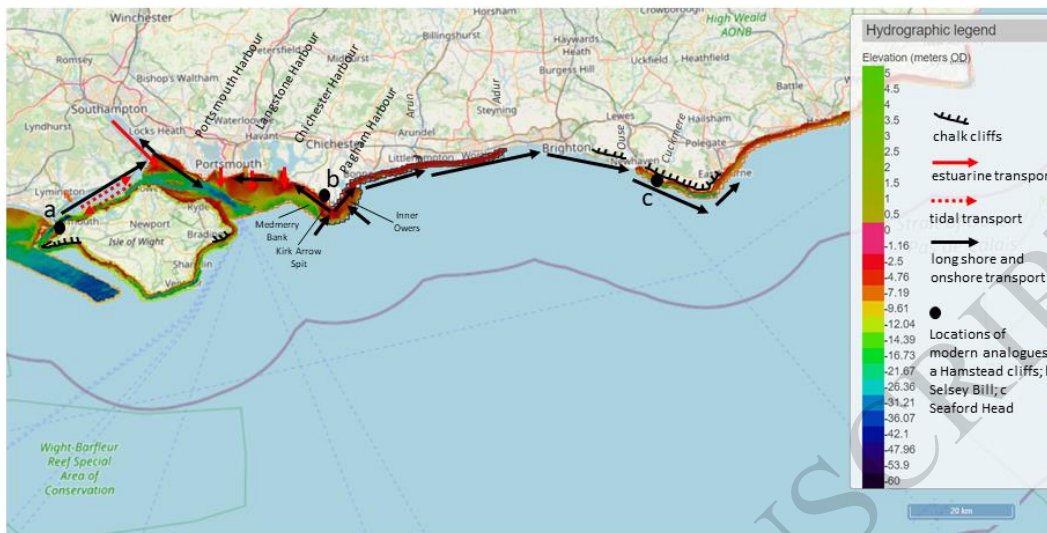 Winchester
Romsey
Bishop's Waltham
Petersfield
Midhurst
Billingshurst
Haywards
Heath
Burgess Hill
Crowborough
High Weald
AONB
Uckfield
Heathfield
Battle
Southampton
Lyndhurst
Locks Heath
Waterlooville
Havant
Portsmouth Harbour
Langstone Harbour
Chichester Harbour
Pagham Harbour
Arun
Adur
Ouse
Cuckmere
Steyning
Arundel
Lewes
Hailsham
Polegate
Portsmouth
Chichester
Littlehampton
Brighton
Newhaven
Lymington
Newport
Ryde
Isle of Wight
a
b
c
Medmerry
Bank
Kirk Arrow
Spit
Inner
Owers
Wight-Barfleur
Reef Special
Area of
Conservation
Hydrographic legend
Elevation (meters OD)
5
4.5
4
3.5
3
2.5
2
1.5
1
0.5
0
-1.16
-2.5
-4.76
-7.19
-9.61
-12.04
-14.39
-16.73
-21.67
-26.36
-31.21
-36.07
-42.1
-47.96
-53.9
-60
chalk cliffs
estuarine transport
tidal transport
long shore and
onshore transport
Locations of
modern analogues
a Hamstead cliffs;
Selsey Bill; c
Seaford Head
20 km